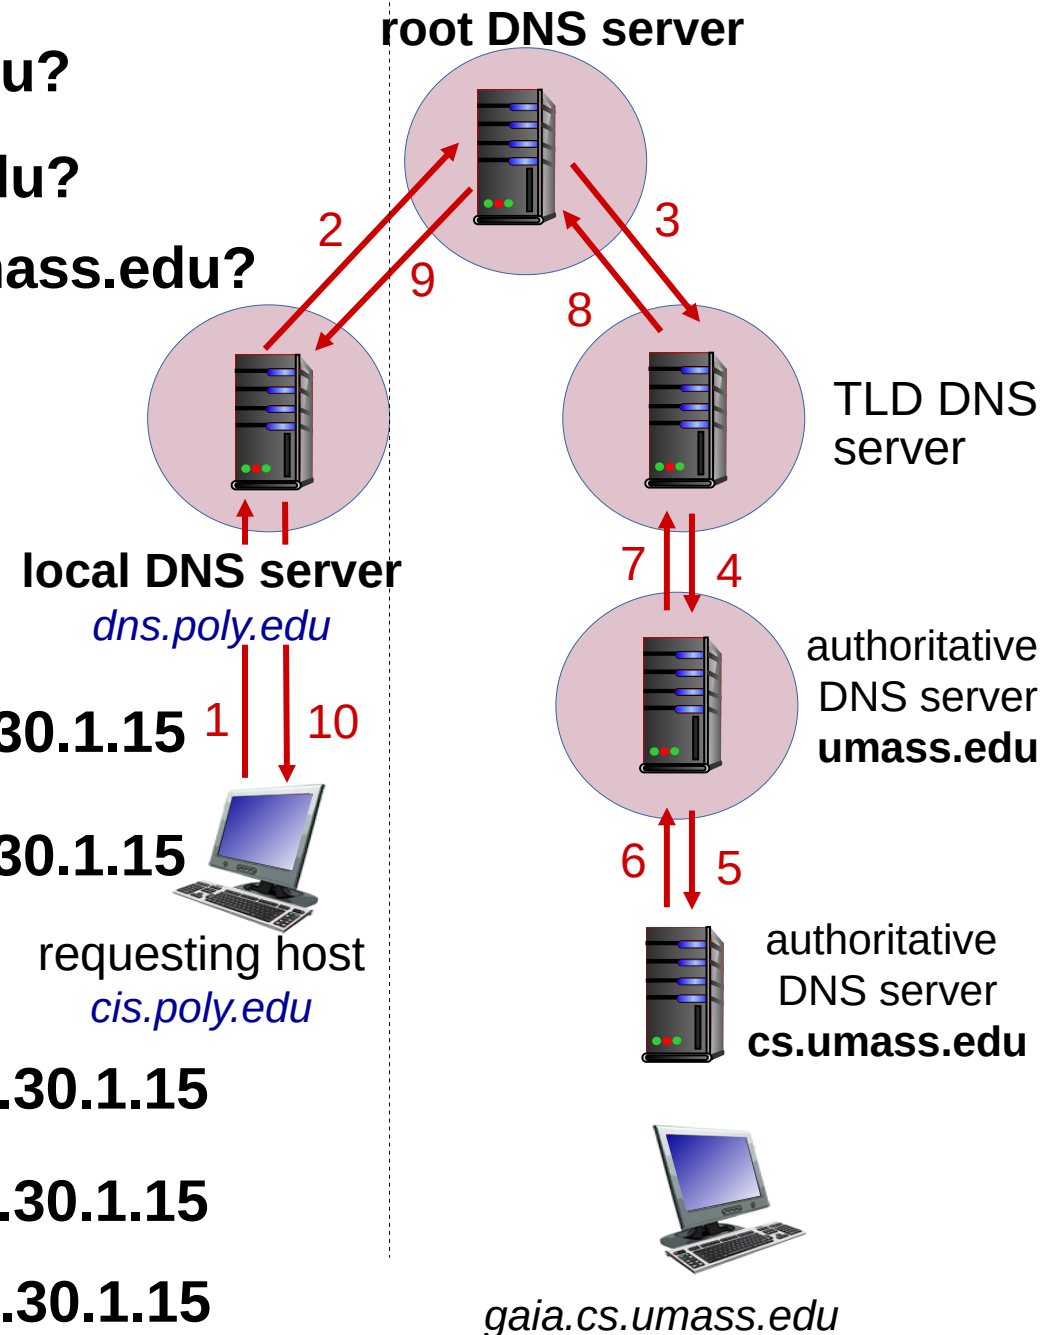 root DNS server
u?
du?
mass.edu?
2
3
9
8
TLD DNS
server
local DNS server
dns.poly.edu
7
4
authoritative
DNS server
umass.edu
30.1.15
1
10
30.1.15
6
5
requesting host
cis.poly.edu
authoritative
DNS server
cs.umass.edu
.30.1.15
.30.1.15
.30.1.15
gaia.cs.umass.edu